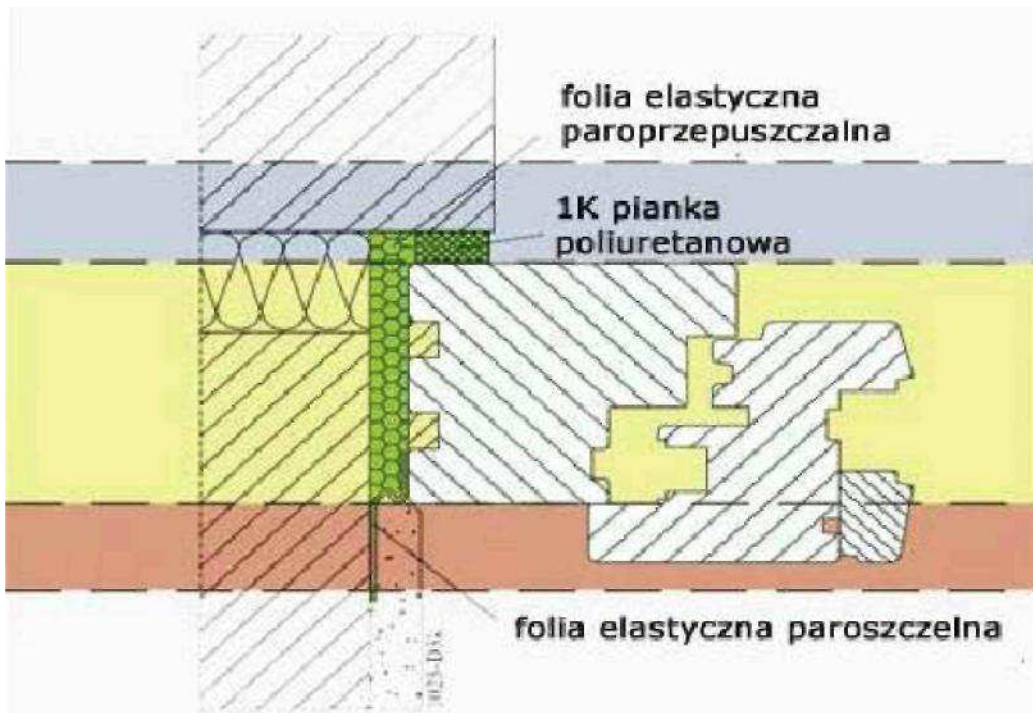 folia elastyczna
paroprzepuszczalna
1K pianka
poliuretanowa
folia elastyczna paroszczelna